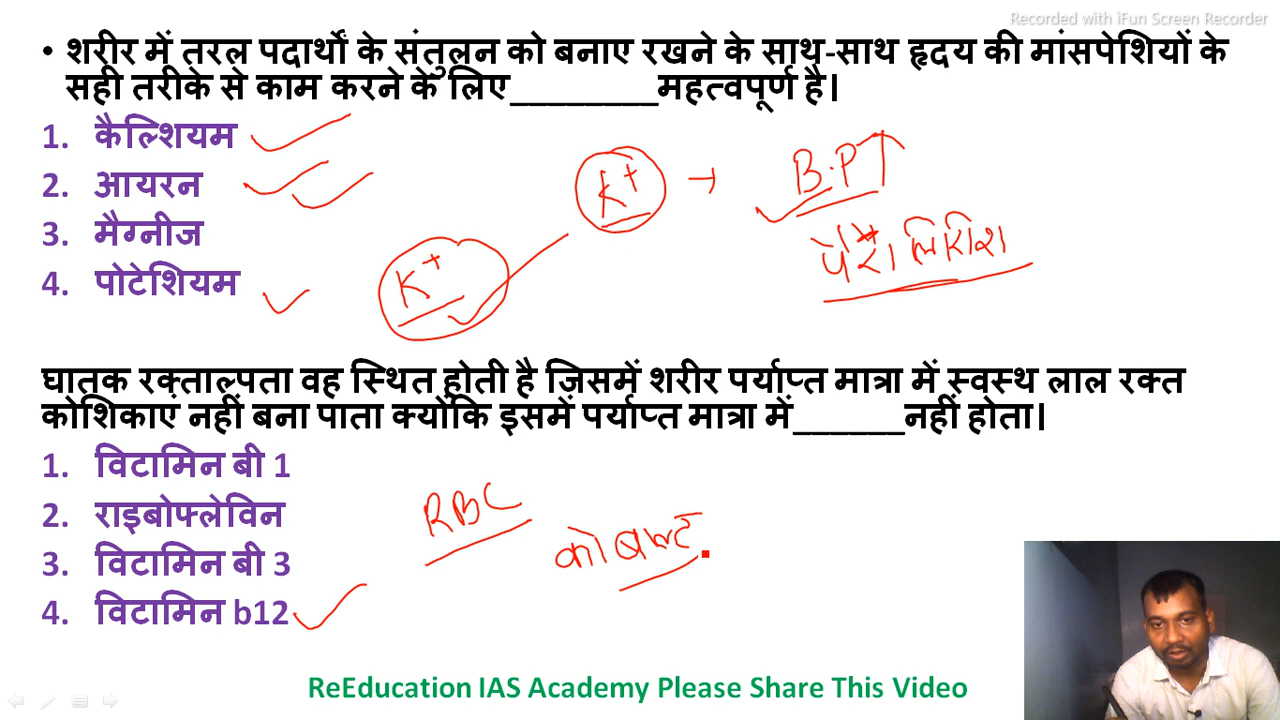 Recorded with iFun Screen Recorder
• शरीर में तरल पदार्थों के संतुलन को बनाए रखने के साथ-साथ हृदय की मांसपेशियों के
सही तरीके से काम करने के लिए________महत्वपूर्ण है।
1. कैल्शियम
2. आयरन
3. मैग्नीज
4. पोटेशियम
K+
K+ → B.P↑
घातक रक्ताल्पता वह स्थित होती है जिसमें शरीर पर्याप्त मात्रा में स्वस्थ लाल रक्त
कोशिकाएं नहीं बना पाता क्योंकि इसमें पर्याप्त मात्रा में______नहीं होता।
1. विटामिन बी 1
2. राइबोफ्लेविन
3. विटामिन बी 3
4. विटामिन b12
RBC
कोबाल्ट
ReEducation IAS Academy Please Share This Video